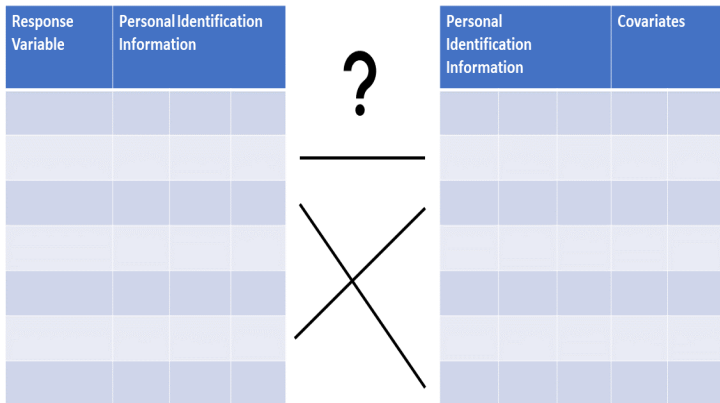 Response
Variable
Personal Identification
Information
?
Personal
Identification
Information
Covariates